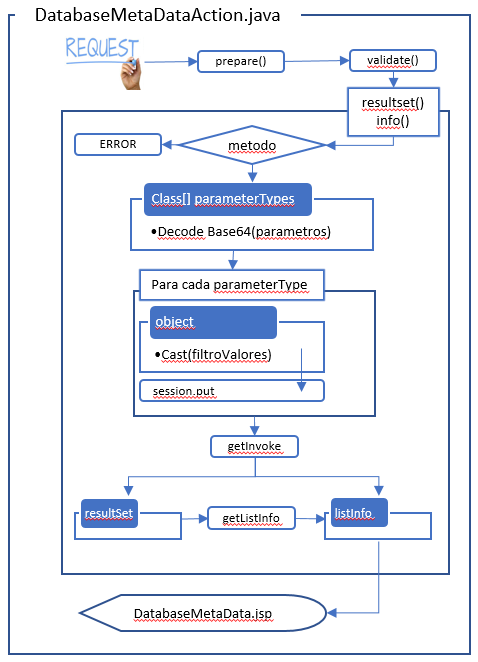 DatabaseMetaDataAction.java
REQUEST
prepare()
validate()
resultset()
info()
ERROR
metodo
Class[] parameterTypes
•Decode Base64(parametros)
Para cada parameterType
object
•Cast(filtroValores)
session.put
getInvoke
resultSet
getListInfo
listInfo
DatabaseMetaData.jsp